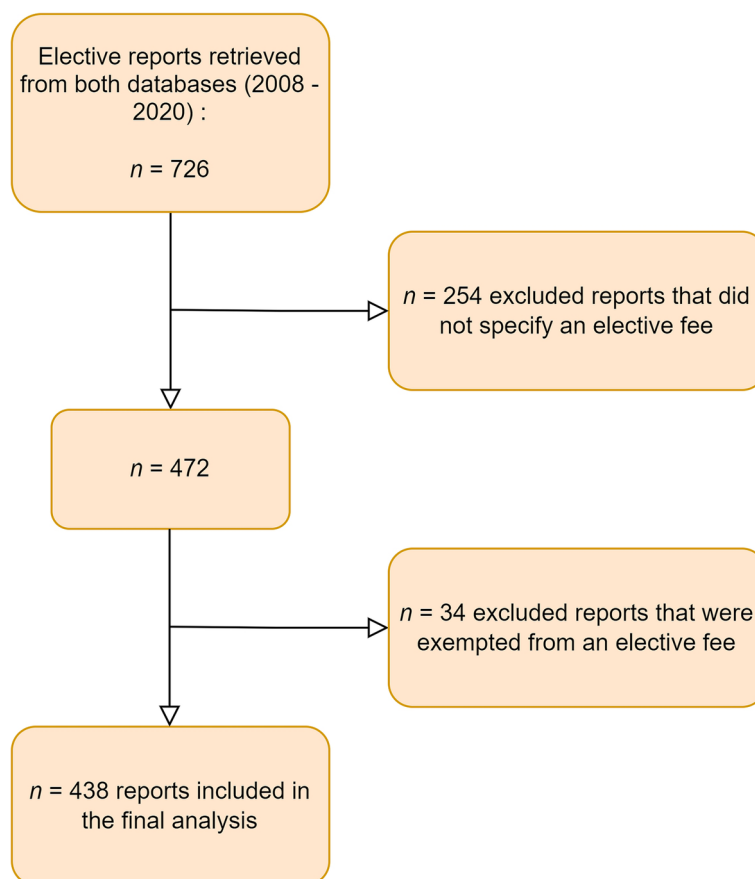 Elective reports retrieved
from both databases (2008 -
2020) :
n = 726
n = 254 excluded reports that did
not specify an elective fee
n = 472
n = 34 excluded reports that were
exempted from an elective fee
n = 438 reports included in
the final analysis